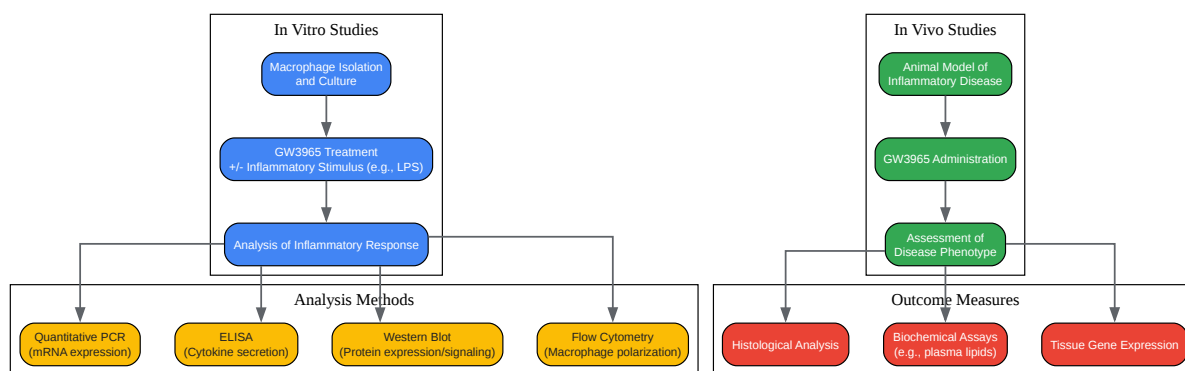 In Vitro Studies
Macrophage Isolation
and Culture
GW3965 Treatment
+/- Inflammatory Stimulus (e.g., LPS)
Analysis of Inflammatory Response
Analysis Methods
Quantitative PCR
(mRNA expression)
ELISA
(Cytokine secretion)
Western Blot
(Protein expression/signaling)
Flow Cytometry
(Macrophage polarization)
In Vivo Studies
Animal Model of
Inflammatory Disease
GW3965 Administration
Assessment of
Disease Phenotype
Outcome Measures
Histological Analysis
Biochemical Assays
(e.g., plasma lipids)
Tissue Gene Expression